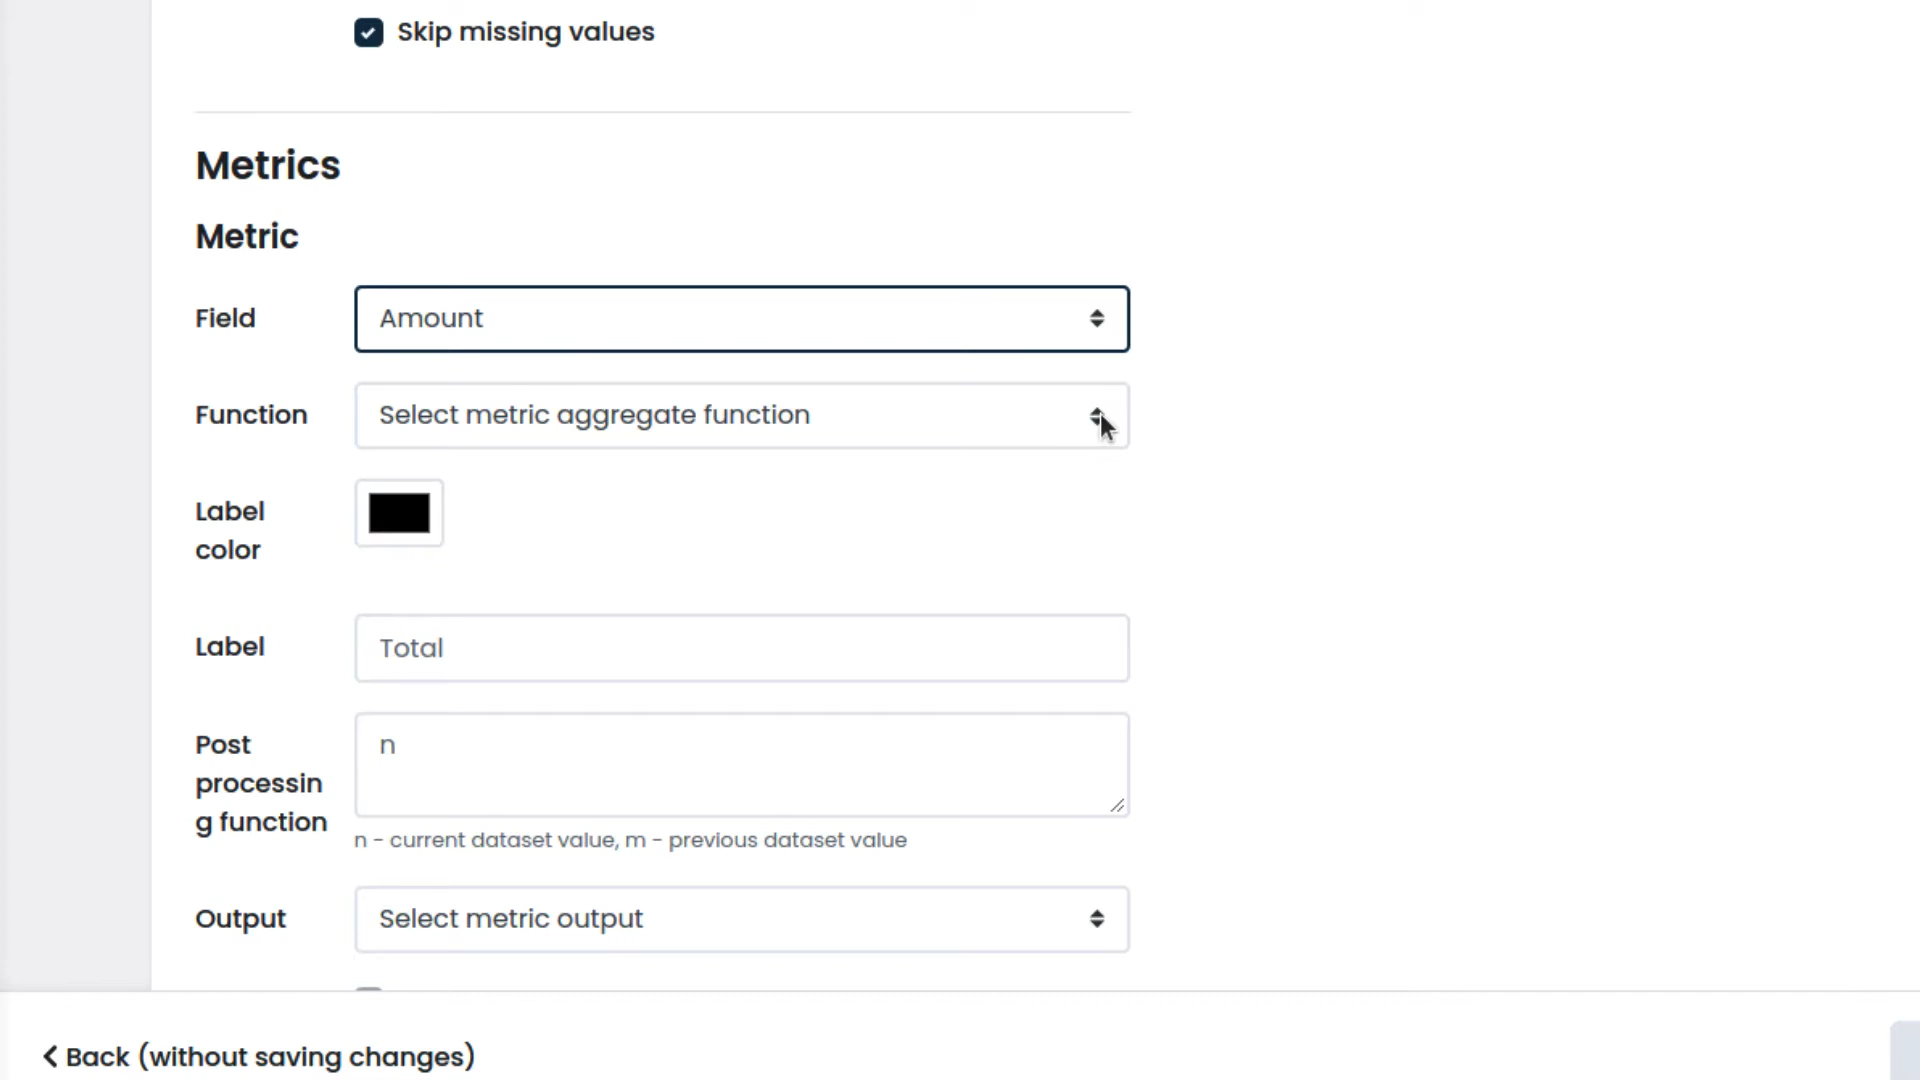 Skip missing values
Metrics
Metric
Field
Amount
Function
Select metric aggregate function
Label
color
Label
Total
Post
processin
g function
n
n - current dataset value, m - previous dataset value
Output
Select metric output
Back (without saving changes)